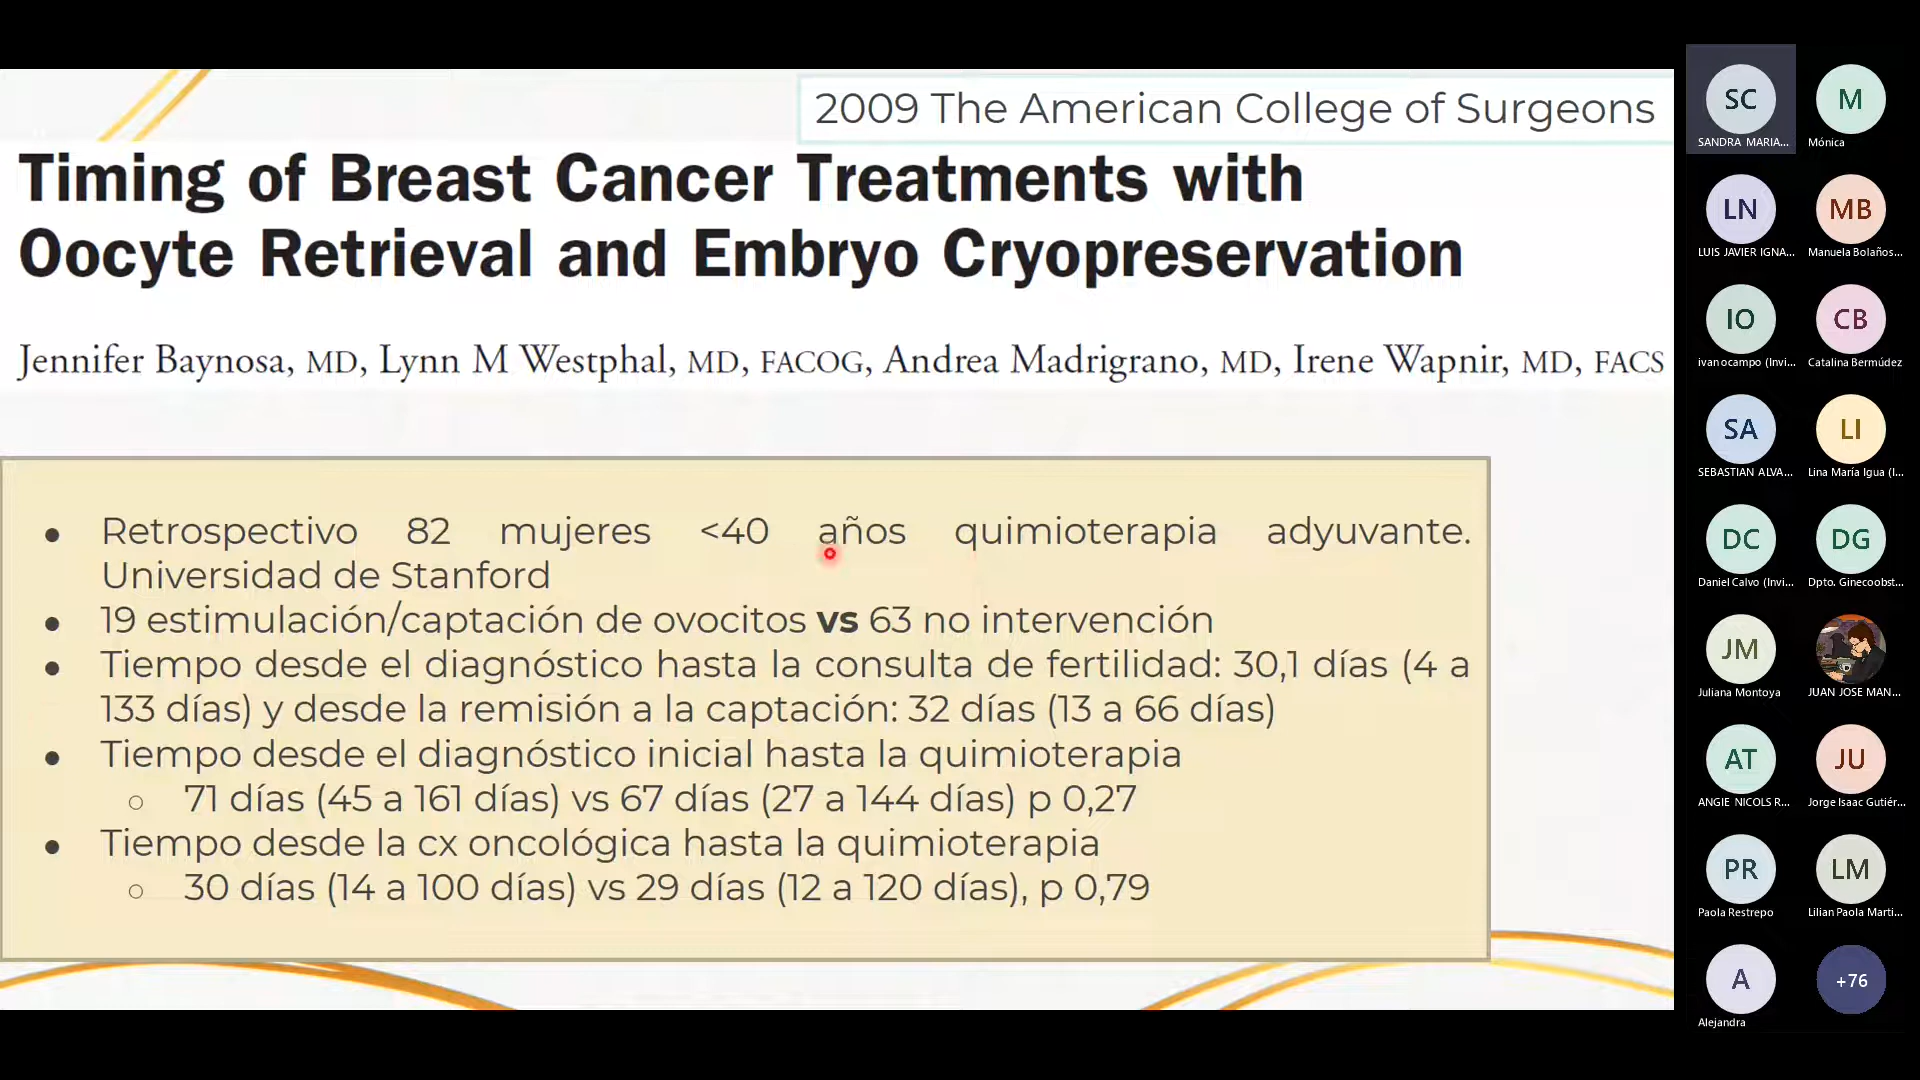 2009 The American College of Surgeons
Timing of Breast Cancer Treatments with
Oocyte Retrieval and Embryo Cryopreservation
Jennifer Baynosa, MD, Lynn M Westphal, MD, FACOG, Andrea Madrigrano, MD, Irene Wapnir, MD, FACS
● Retrospectivo 82 mujeres <40 años quimioterapia adyuvante.
Universidad de Stanford
● 19 estimulación/captación de ovocitos vs 63 no intervención
● Tiempo desde el diagnóstico hasta la consulta de fertilidad: 30,1 días (4 a
133 días) y desde la remisión a la captación: 32 días (13 a 66 días)
● Tiempo desde el diagnóstico inicial hasta la quimioterapia
○ 71 días (45 a 161 días) vs 67 días (27 a 144 días) p 0,27
● Tiempo desde la cx oncológica hasta la quimioterapia
○ 30 días (14 a 100 días) vs 29 días (12 a 120 días), p 0,79
SC
SANDRA MARIA...
M
Mónica
LN
LUIS JAVIER IGNA...
MB
Manuela Bolaños...
IO
ivan ocampo (Invi...
CB
Catalina Bermúdez
SA
SEBASTIAN ALVA...
LI
Lina María Igua (I...
DC
Daniel Calvo (Invi...
DG
Dpto. Ginecoobst...
JM
Juliana Montoya
JUAN JOSE MAN...
AT
ANGIE NICOLS R...
JU
Jorge Isaac Gutiér...
PR
Paola Restrepo
LM
Lilian Paola Marti...
A
Alejandra
+76